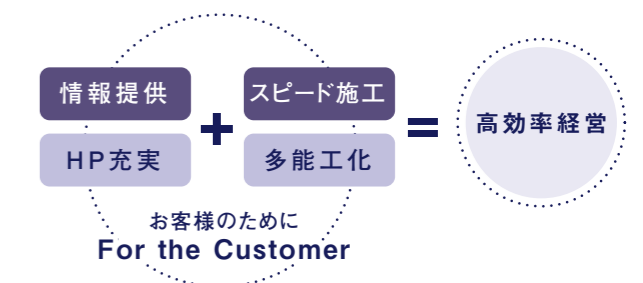 情報提供
HP充実
+
スピード施工
多能工化
=
高効率経営
お客様のために
For the Customer